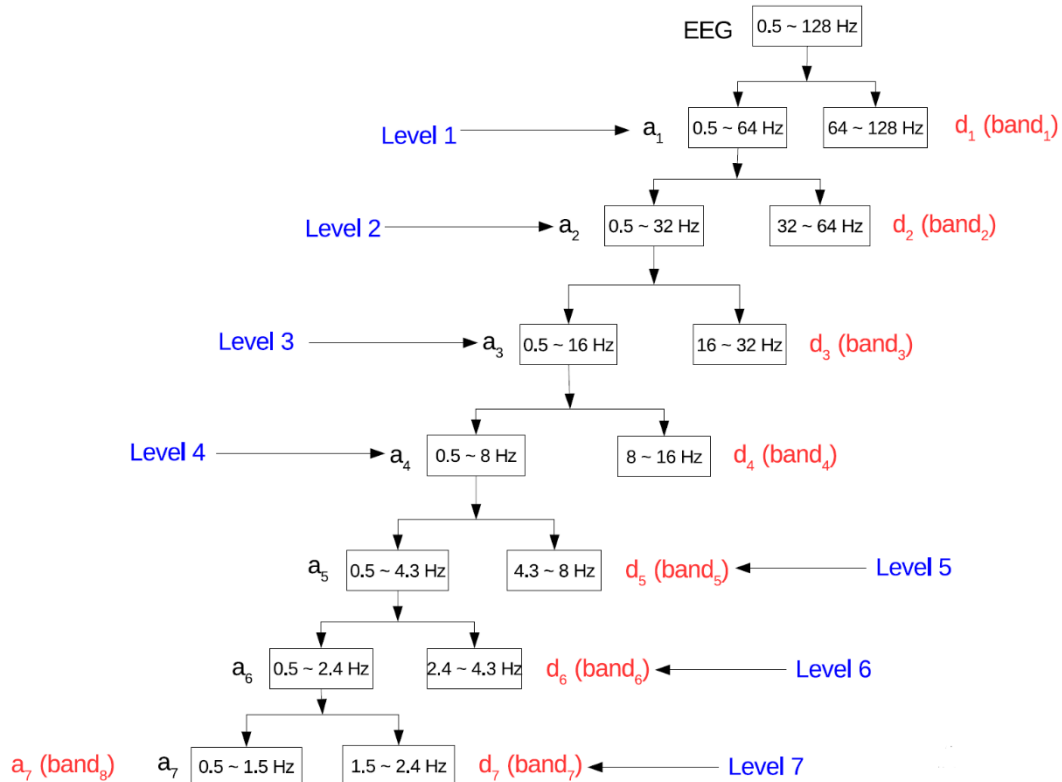 EEG 0.5 ~ 128 Hz
Level 1 a₁ 0.5 ~ 64 Hz 64 ~ 128 Hz d₁ (band₁)
Level 2 a₂ 0.5 ~ 32 Hz 32 ~ 64 Hz d₂ (band₂)
Level 3 a₃ 0.5 ~ 16 Hz 16 ~ 32 Hz d₃ (band₃)
Level 4 a₄ 0.5 ~ 8 Hz 8 ~ 16 Hz d₄ (band₄)
a₅ 0.5 ~ 4.3 Hz 4.3 ~ 8 Hz d₅ (band₅) Level 5
a₆ 0.5 ~ 2.4 Hz 2.4 ~ 4.3 Hz d₆ (band₆) Level 6
a₇ (band₈) a₇ 0.5 ~ 1.5 Hz 1.5 ~ 2.4 Hz d₇ (band₇) Level 7